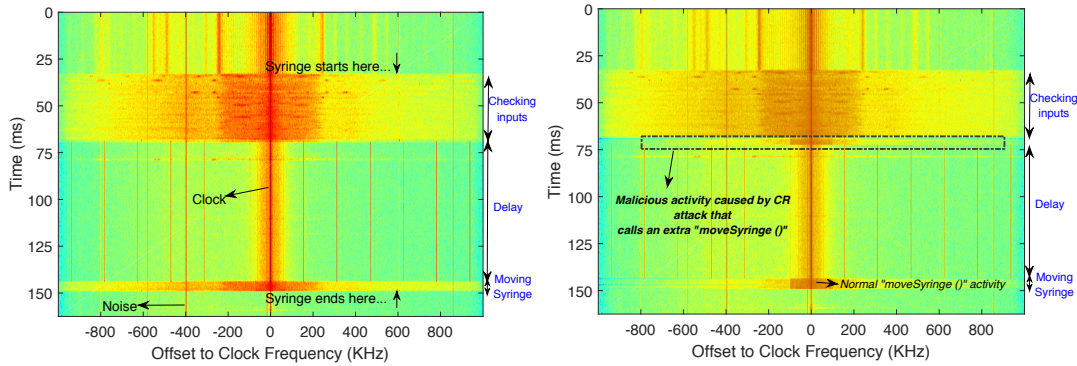 0
25
50
75
100
125
150
Time (ms)
Syringe starts here...
Clock
Noise
Syringe ends here...
Checking
inputs
Delay
Moving
Syringe
-800 -600 -400 -200 0 200 400 600 800
Offset to Clock Frequency (KHz)
0
25
50
75
100
125
150
Time (ms)
Malicious activity caused by CR
attack that
calls an extra "moveSyringe ()"
Normal "moveSyringe ()" activity
Checking
inputs
Delay
Moving
Syringe
-800 -600 -400 -200 0 200 400 600 800
Offset to Clock Frequency (KHz)